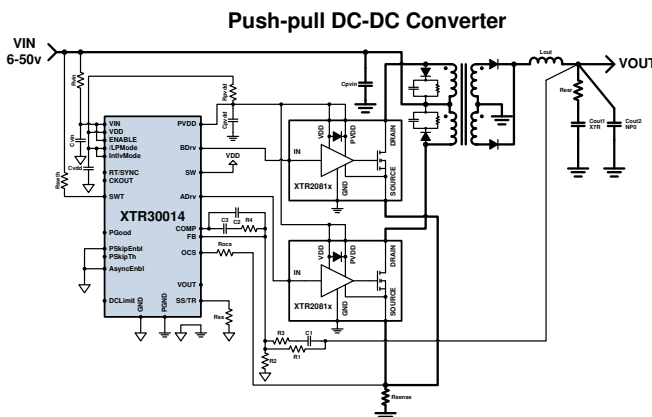 Push-pull DC-DC Converter
VIN
6-50v
VOUT
Lout
Rvin
Cvin
Cvdd
Rswth
Rpvdd
Cpvdd
Cpvin
Resr
Cout1
X7R
Cout2
NP0
VIN
VDD
ENABLE
/LPMode
IntlvMode
RT/SYNC
CKOUT
SWT
XTR30014
PGood
PSkipEnbl
PSkipTh
AsyncEnbl
DCLimit
GND
PGND
PVDD
BDrv
SW
ADrv
COMP
FB
OCS
VOUT
SS/TR
VDD
C3
C2
R4
Rocs
Rss
R3
C1
R1
R2
Rsense
IN
VDD
PVDD
DRAIN
SOURCE
GND
XTR2081x
IN
VDD
PVDD
DRAIN
SOURCE
GND
XTR2081x